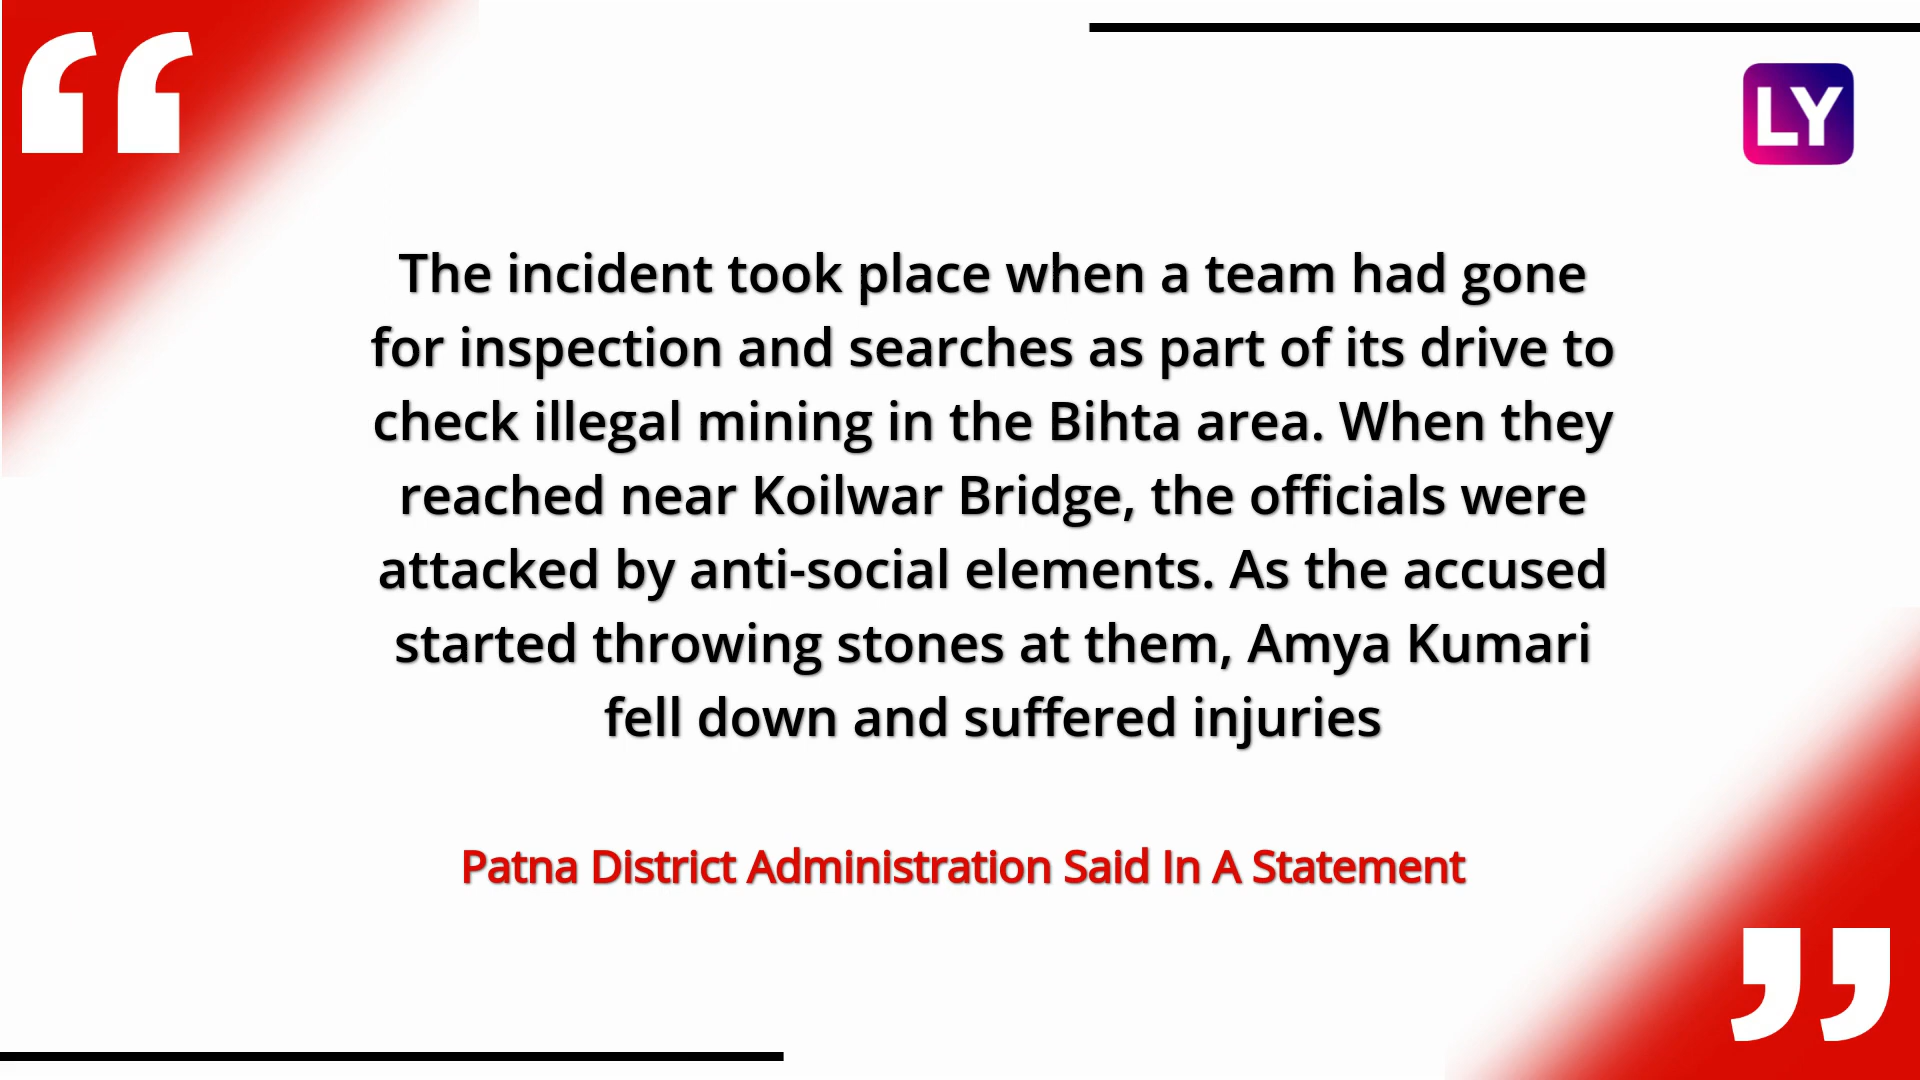 LY
The incident took place when a team had gone
for inspection and searches as part of its drive to
check illegal mining in the Bihta area. When they
reached near Koilwar Bridge, the officials were
attacked by anti-social elements. As the accused
started throwing stones at them, Amya Kumari
fell down and suffered injuries
Patna District Administration Said In A Statement